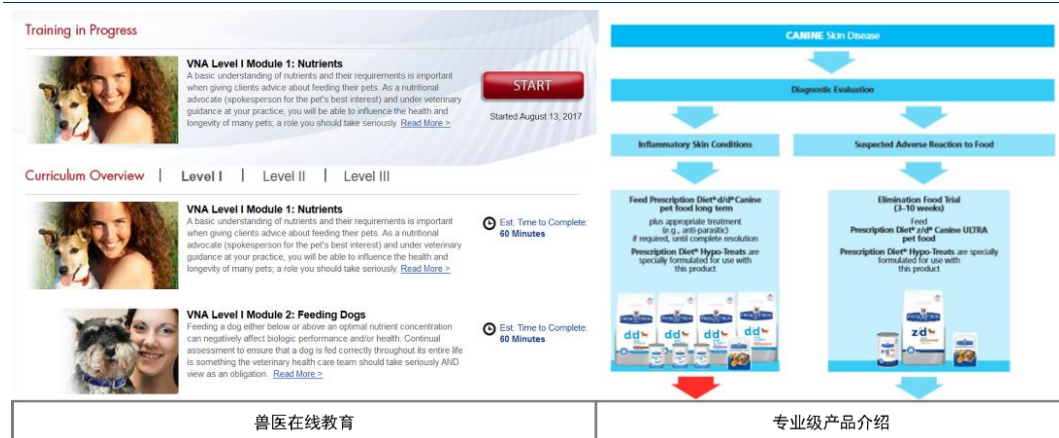 Training in Progress
VNA Level I Module 1: Nutrients
A basic understanding of nutrients and their requirements is important
when giving clients advice about feeding their pets. As a nutritional
advocate (spokesperson for the pet's best interest) and under veterinary
guidance at your practice, you will be able to influence the health and
longevity of many pets; a role you should take seriously. Read More >
START
Started August 13, 2017
Curriculum Overview | Level I | Level II | Level III
VNA Level I Module 1: Nutrients
A basic understanding of nutrients and their requirements is important
when giving clients advice about feeding their pets. As a nutritional
advocate (spokesperson for the pet's best interest) and under veterinary
guidance at your practice, you will be able to influence the health and
longevity of many pets; a role you should take seriously. Read More >
Est. Time to Complete:
60 Minutes
VNA Level I Module 2: Feeding Dogs
Feeding a dog either below or above an optimal nutrient concentration
can negatively affect biologic performance and/or health. Continual
assessment to ensure that a dog is fed correctly throughout its entire life
is something the veterinary health care team should take seriously AND
view as an obligation. Read More >
Est. Time to Complete:
60 Minutes
CANINE Skin Disease
Diagnostic Evaluation
Inflammatory Skin Conditions
Suspected Adverse Reaction to Food
Feed Prescription Diet® d/d® Canine
pet food long term
plus appropriate treatment
(e.g., anti-parasitic)
if required, until complete resolution
Prescription Diet® Hypo-Treats are
specially formulated for use with
this product
Elimination Food Trial
(3-10 weeks)
Feed
Prescription Diet® z/d® Canine ULTRA
pet food
Prescription Diet® Hypo-Treats are specially
formulated for use with
this product
d/d
d/d
d/d
d/d
z/d
兽医在线教育
专业级产品介绍